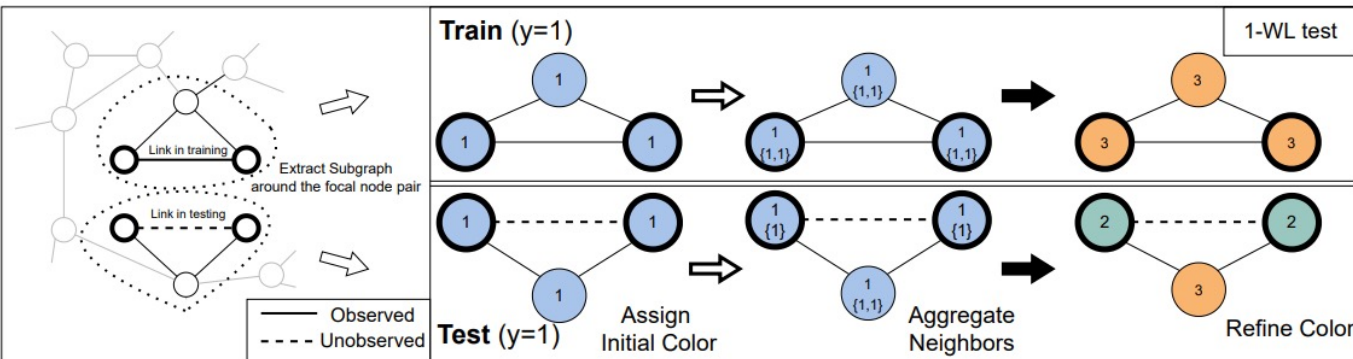 Link in training
Extract Subgraph
around the focal node pair
Link in testing
Observed
Unobserved
Train (y=1)
1-WL test
1
1
1
1
{1,1}
1
{1,1}
1
{1,1}
3
3
3
1
1
1
1
{1}
1
{1}
1
{1,1}
2
2
3
Test (y=1)
Assign
Initial Color
Aggregate
Neighbors
Refine Color